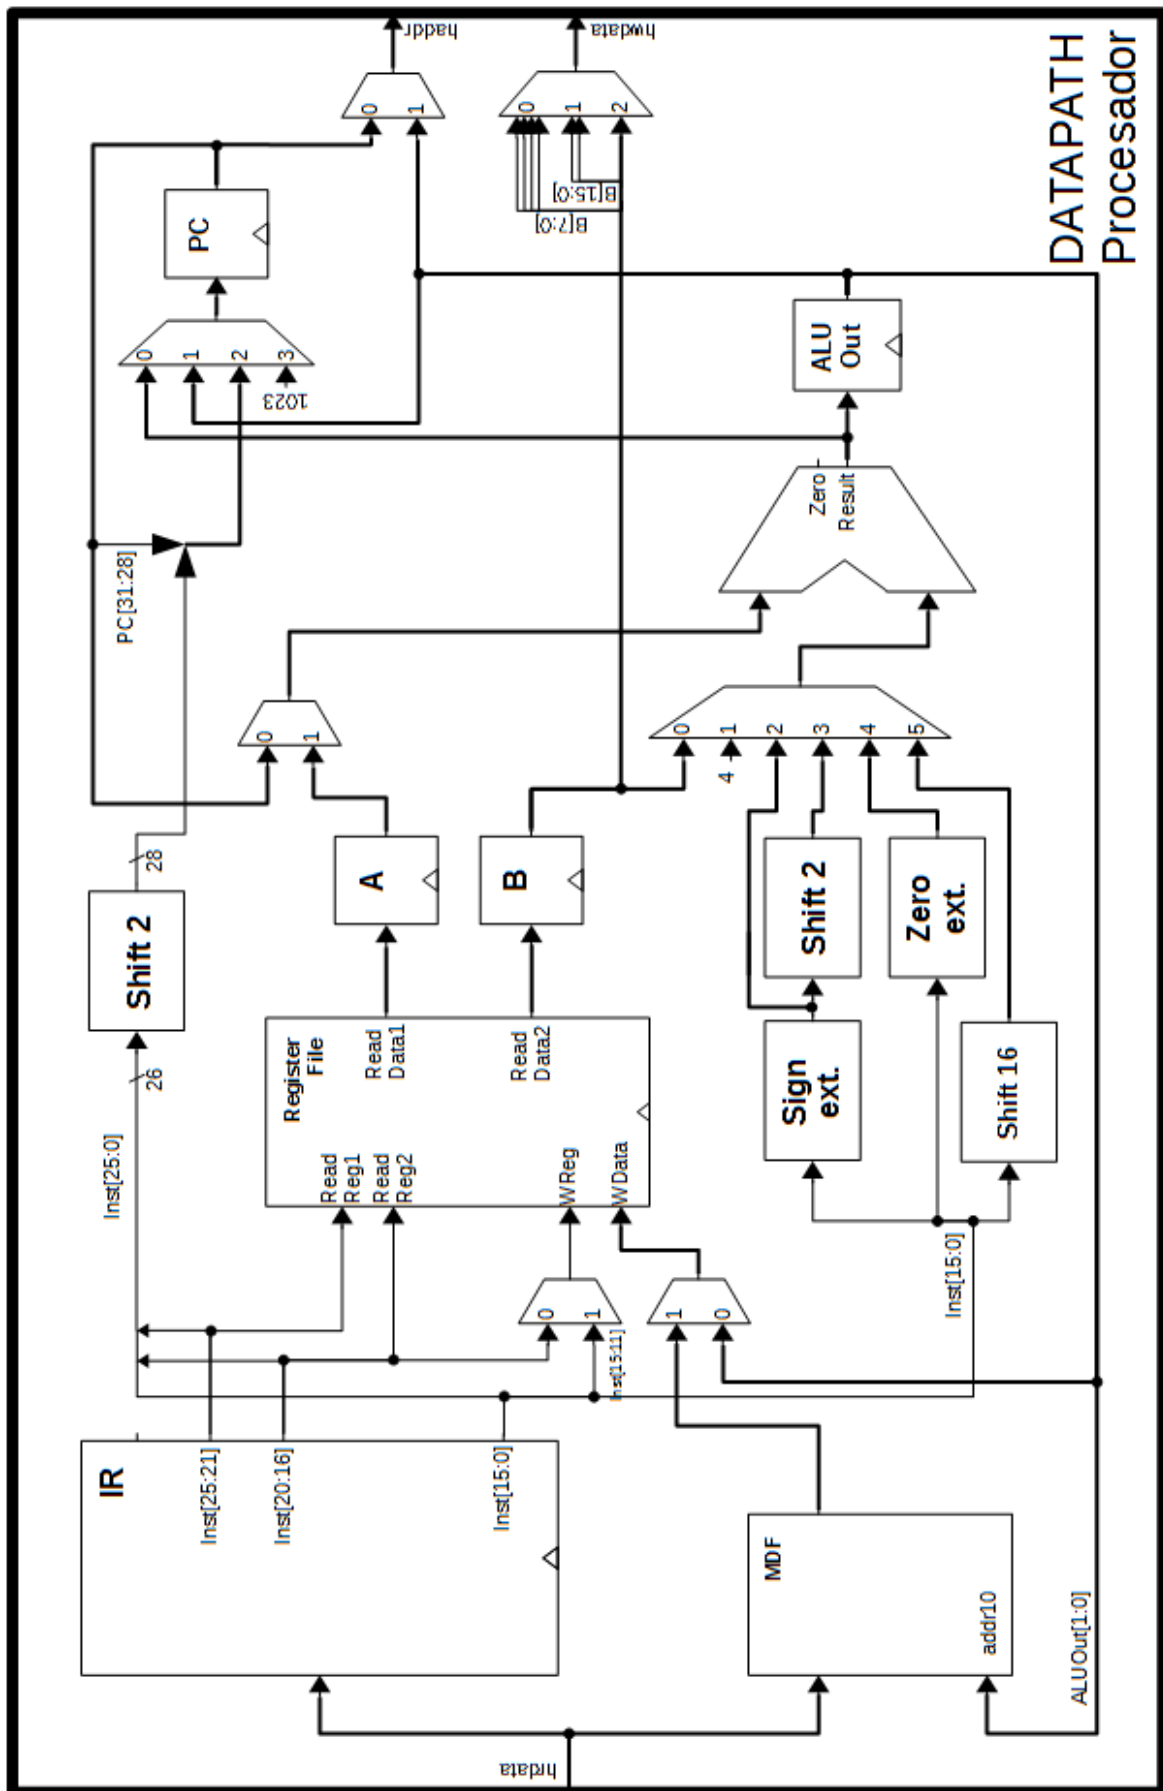 DATAPATH
Procesador
hrdata
IR
Inst[25:21]
Inst[20:16]
Inst[15:0]
MDF
addr10
ALUOut[1:0]
Inst[25:0]
26
Shift 2
28
PC[31:28]
0
1
Inst[15:11]
1
0
Register
File
Read
Reg1
Read
Reg2
WReg
WData
Read
Data1
Read
Data2
Inst[15:0]
Sign
ext.
Shift 2
Zero
ext.
Shift 16
A
B
0
1
0
1
4
2
3
4
5
Zero
Result
ALU
Out
0
1
2
3
1023
PC
0
1
haddr
B[7:0]
B[15:0]
0
1
2
hwdata